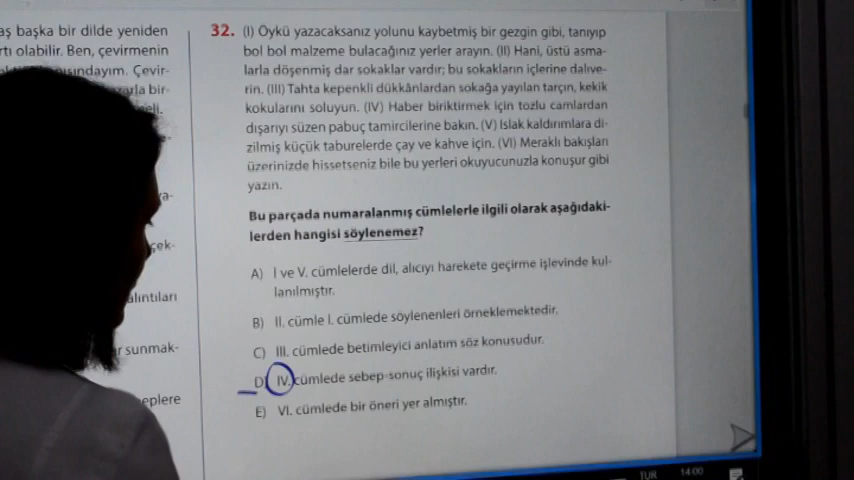 aş başka bir dilde yeniden
rtı olabilir. Ben, çevirmenin
ısındayım. Çevir-
arla bir-
eli.
a-
çek-
alıntıları
r sunmak-
eplere
32. (I) Öykü yazacaksanız yolunu kaybetmiş bir gezgin gibi, tanıyıp
bol bol malzeme bulacağınız yerler arayın. (II) Hani, üstü asma-
larla döşenmiş dar sokaklar vardır; bu sokakların içlerine dalıve-
rin. (III) Tahta kepenkli dükkânlardan sokağa yayılan tarçın, kekik
kokularını soluyun. (IV) Haber biriktirmek için tozlu camlardan
dışarıyı süzen pabuç tamircilerine bakın. (V) Islak kaldırımlara di-
zilmiş küçük taburelerde çay ve kahve için. (VI) Meraklı bakışları
üzerinizde hissetseniz bile bu yerleri okuyucunuzla konuşur gibi
yazın.
Bu parçada numaralanmış cümlelerle ilgili olarak aşağıdaki-
lerden hangisi söylenemez?
A) I ve V. cümlelerde dil, alıcıyı harekete geçirme işlevinde kul-
lanılmıştır.
B) II. cümle I. cümlede söylenenleri örneklemektedir.
C) III. cümlede betimleyici anlatım söz konusudur.
D) IV. cümlede sebep-sonuç ilişkisi vardır.
E) VI. cümlede bir öneri yer almıştır.
TUR 14:00